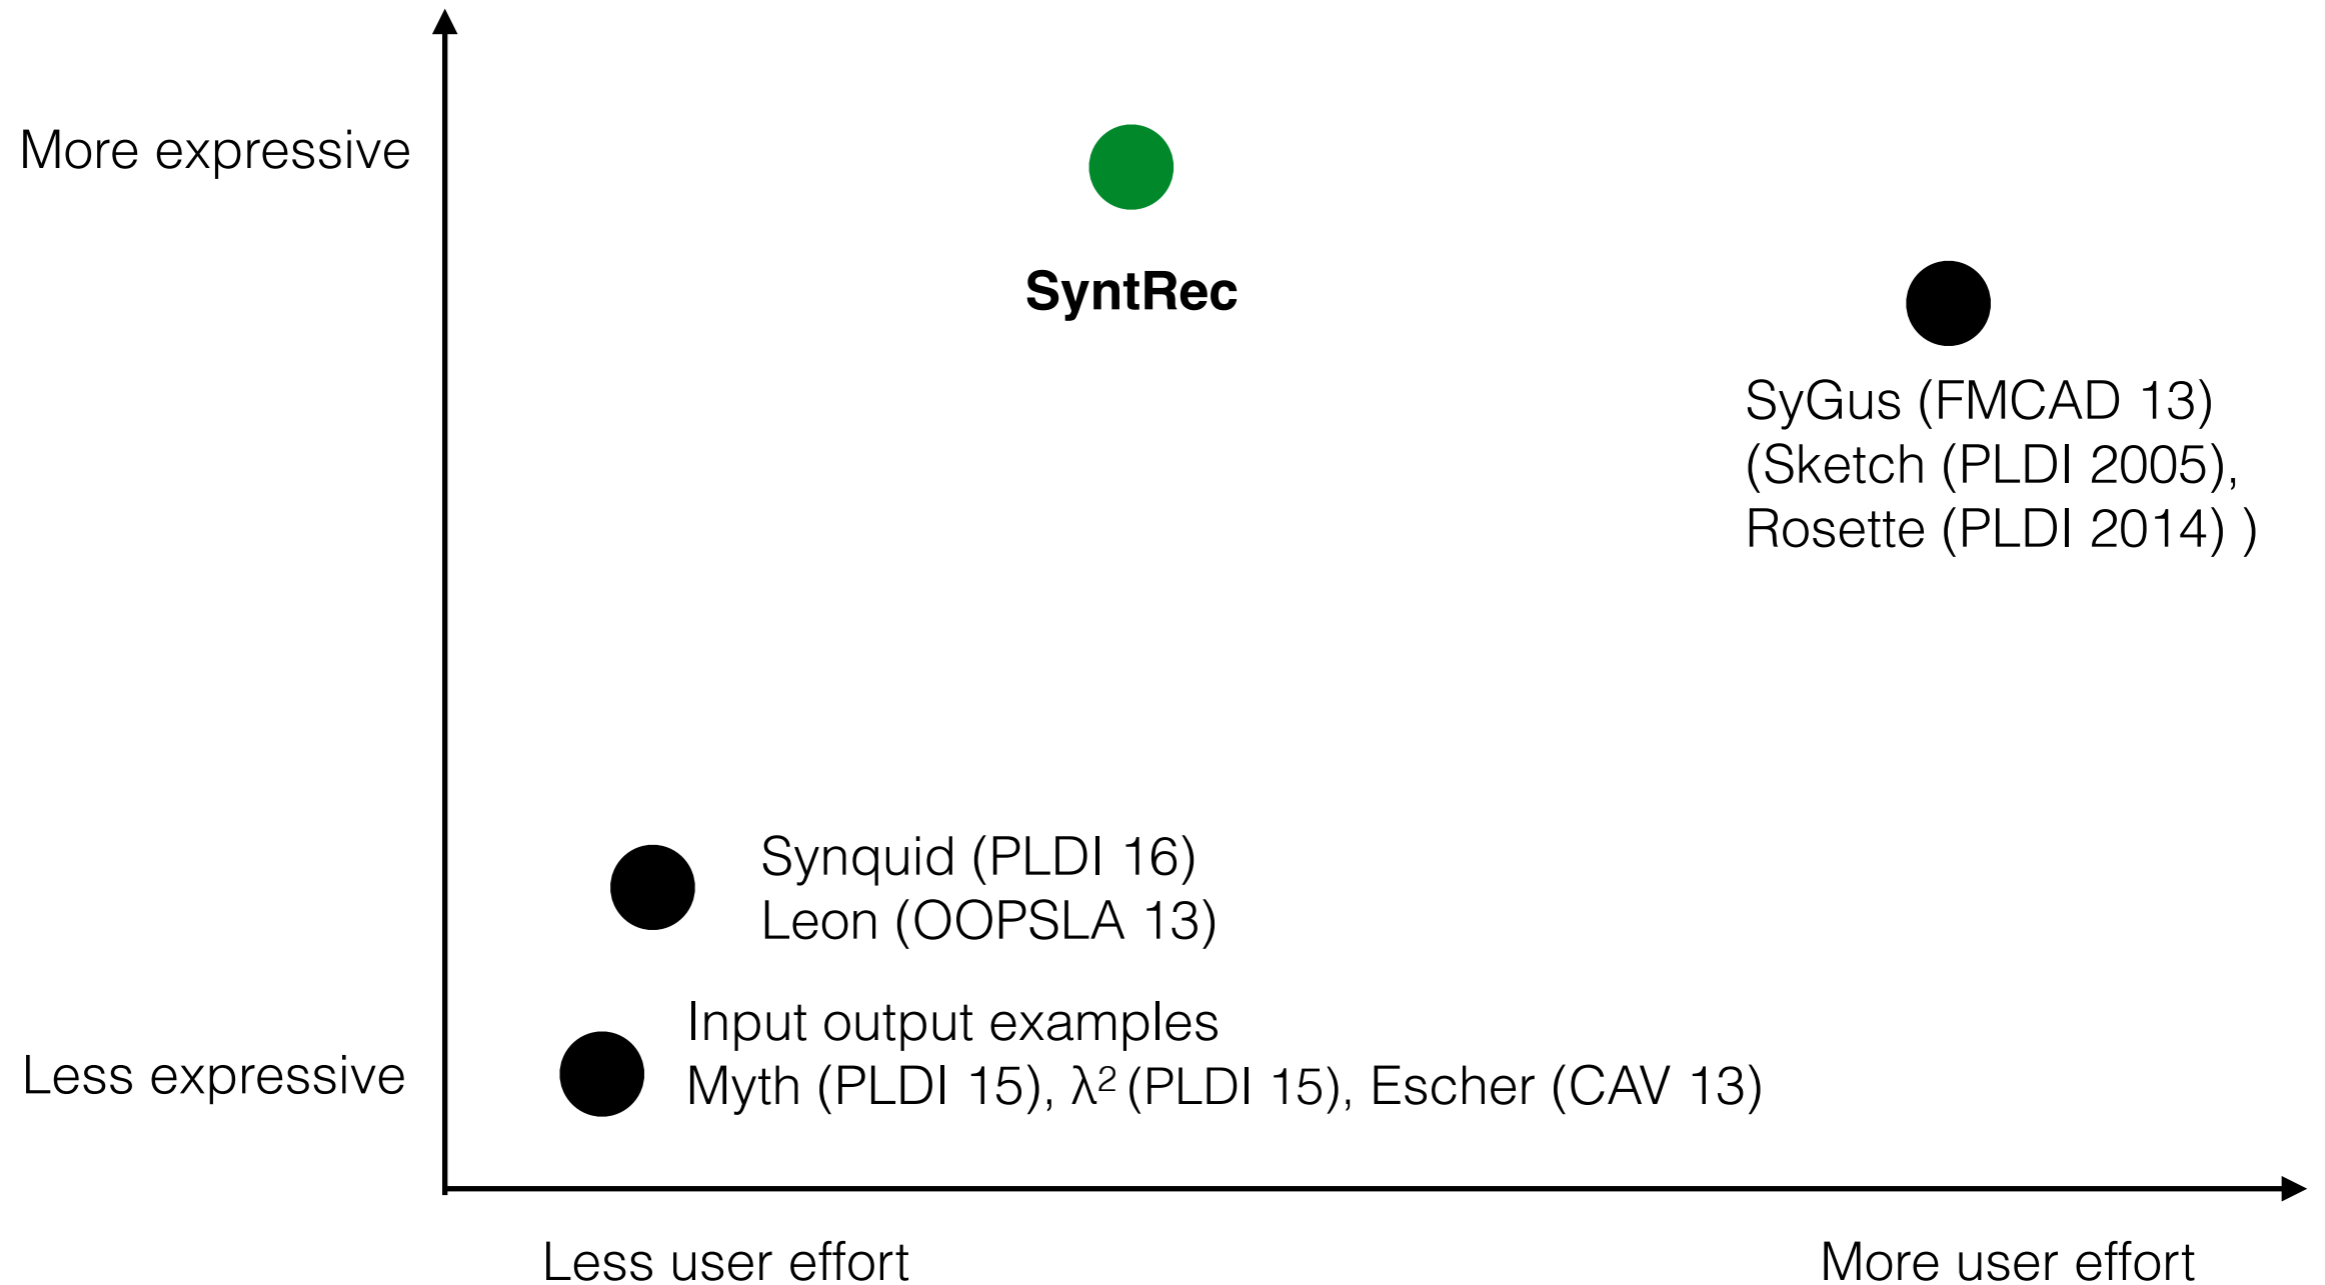 More expressive
SyntRec
SyGus (FMCAD 13)
(Sketch (PLDI 2005),
Rosette (PLDI 2014) )
Synquid (PLDI 16)
Leon (OOPSLA 13)
Input output examples
Less expressive
Myth (PLDI 15), λ² (PLDI 15), Escher (CAV 13)
Less user effort
More user effort